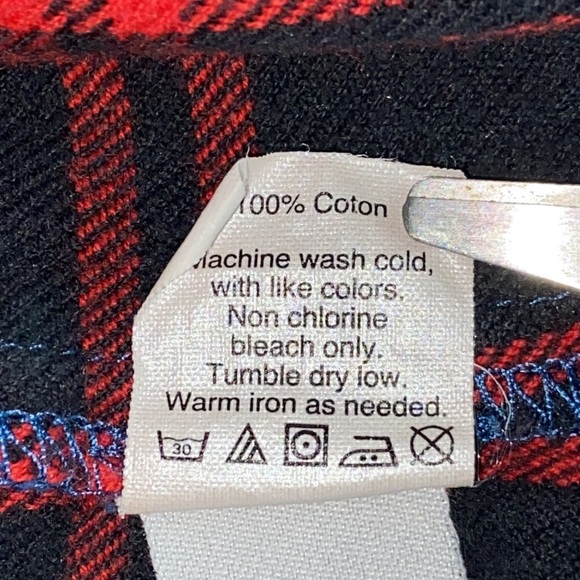 100% Coton
Machine wash cold,
with like colors.
Non chlorine
bleach only.
Tumble dry low.
Warm iron as needed.
30